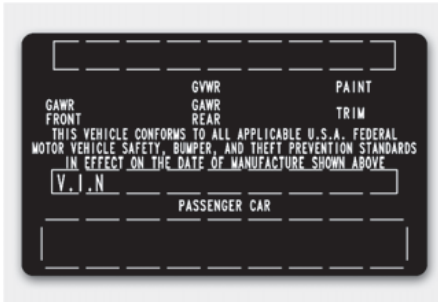 GVWR PAINT
GAWR FRONT GAWR REAR TRIM
THIS VEHICLE CONFORMS TO ALL APPLICABLE U.S.A. FEDERAL
MOTOR VEHICLE SAFETY, BUMPER, AND THEFT PREVENTION STANDARDS
IN EFFECT ON THE DATE OF MANUFACTURE SHOWN ABOVE
V.I.N
PASSENGER CAR